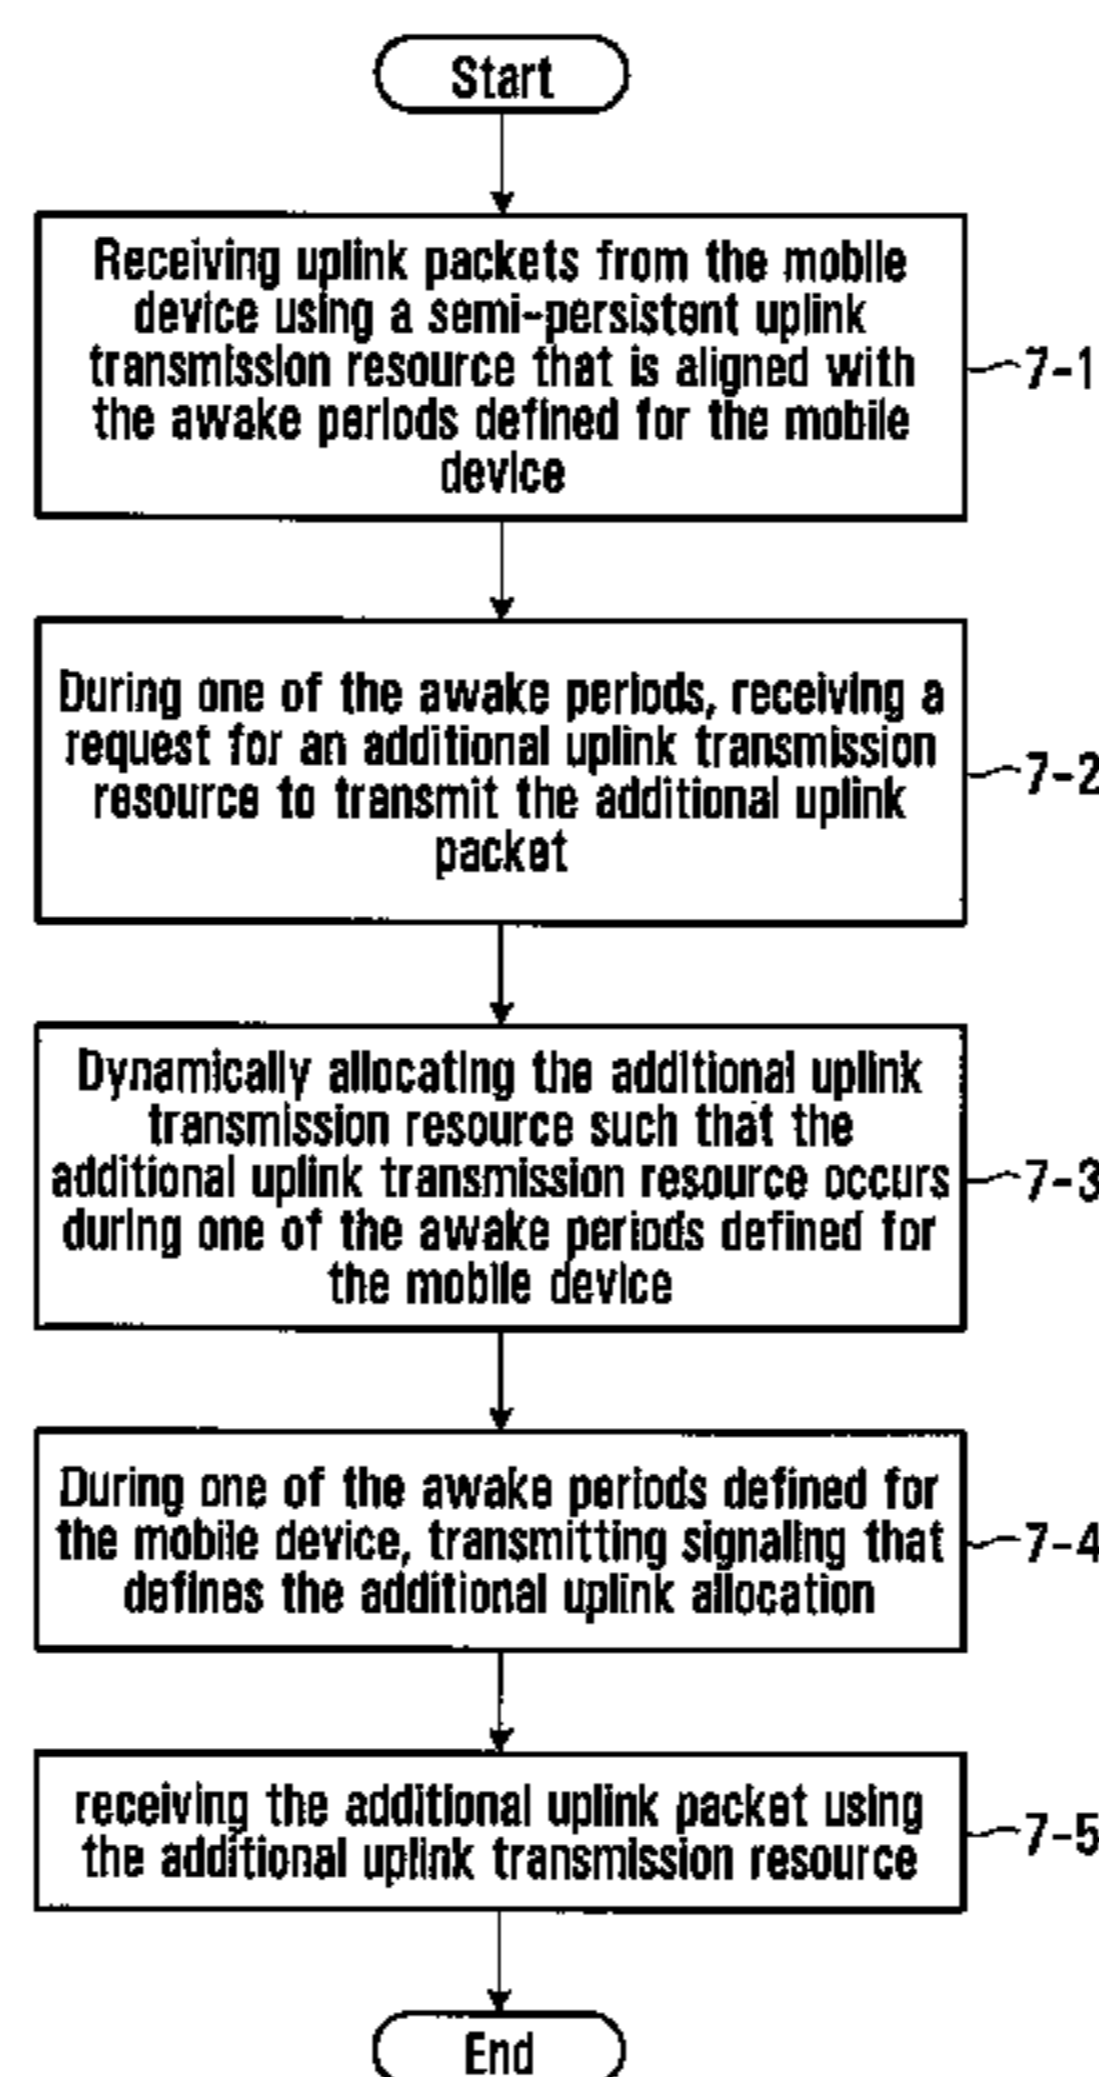 Start
Receiving uplink packets from the mobile
device using a semi-persistent uplink
transmission resource that is aligned with
the awake periods defined for the mobile
device
7-1
During one of the awake periods, receiving a
request for an additional uplink transmission
resource to transmit the additional uplink
packet
7-2
Dynamically allocating the additional uplink
transmission resource such that the
additional uplink transmission resource occurs
during one of the awake periods defined for
the mobile device
7-3
During one of the awake periods defined for
the mobile device, transmitting signaling that
defines the additional uplink allocation
7-4
receiving the additional uplink packet using
the additional uplink transmission resource
7-5
End